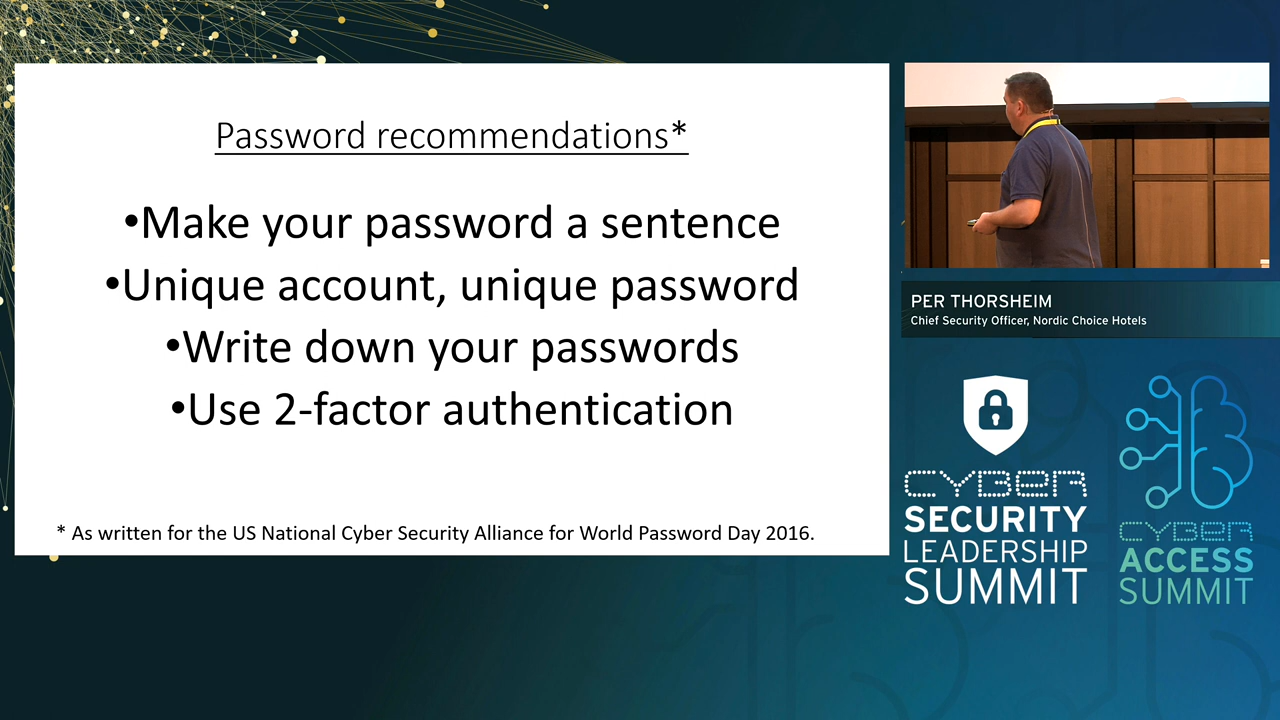 Password recommendations*
•Make your password a sentence
•Unique account, unique password
•Write down your passwords
•Use 2-factor authentication
* As written for the US National Cyber Security Alliance for World Password Day 2016.
PER THORSHEIM
Chief Security Officer, Nordic Choice Hotels
CYBER
SECURITY
LEADERSHIP
SUMMIT
CYBER
ACCESS
SUMMIT